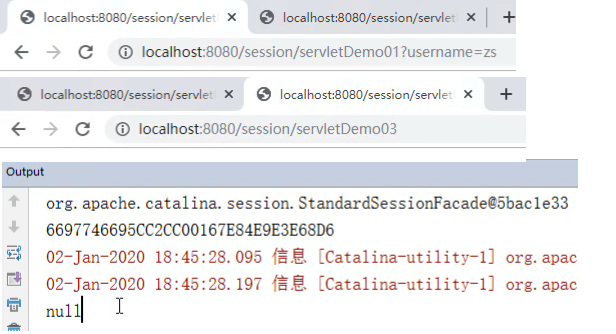 localhost:8080/session/servlet localhost:8080/session/servletD
localhost:8080/session/servletDemo01?username=zs
localhost:8080/session/servlet localhost:8080/session/servlet
localhost:8080/session/servletDemo03
Output
org.apache.catalina.session.StandardSessionFacade@5bac1e33
6697746695CC2CC00167E84E9E3E68D6
02-Jan-2020 18:45:28.095 信息 [Catalina-utility-1] org.apac
02-Jan-2020 18:45:28.197 信息 [Catalina-utility-1] org.apac
null